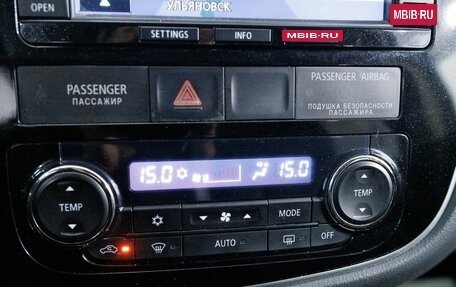 УЛЬЯНОВСК
MBIB·RU
OPEN
SETTINGS
INFO
MBIB·RU
PASSENGER
ПАССАЖИР
PASSENGER AIRBAG
ПОДУШКА БЕЗОПАСНОСТИ
ПАССАЖИРА
15.0
15.0
TEMP
TEMP
MODE
AUTO
OFF